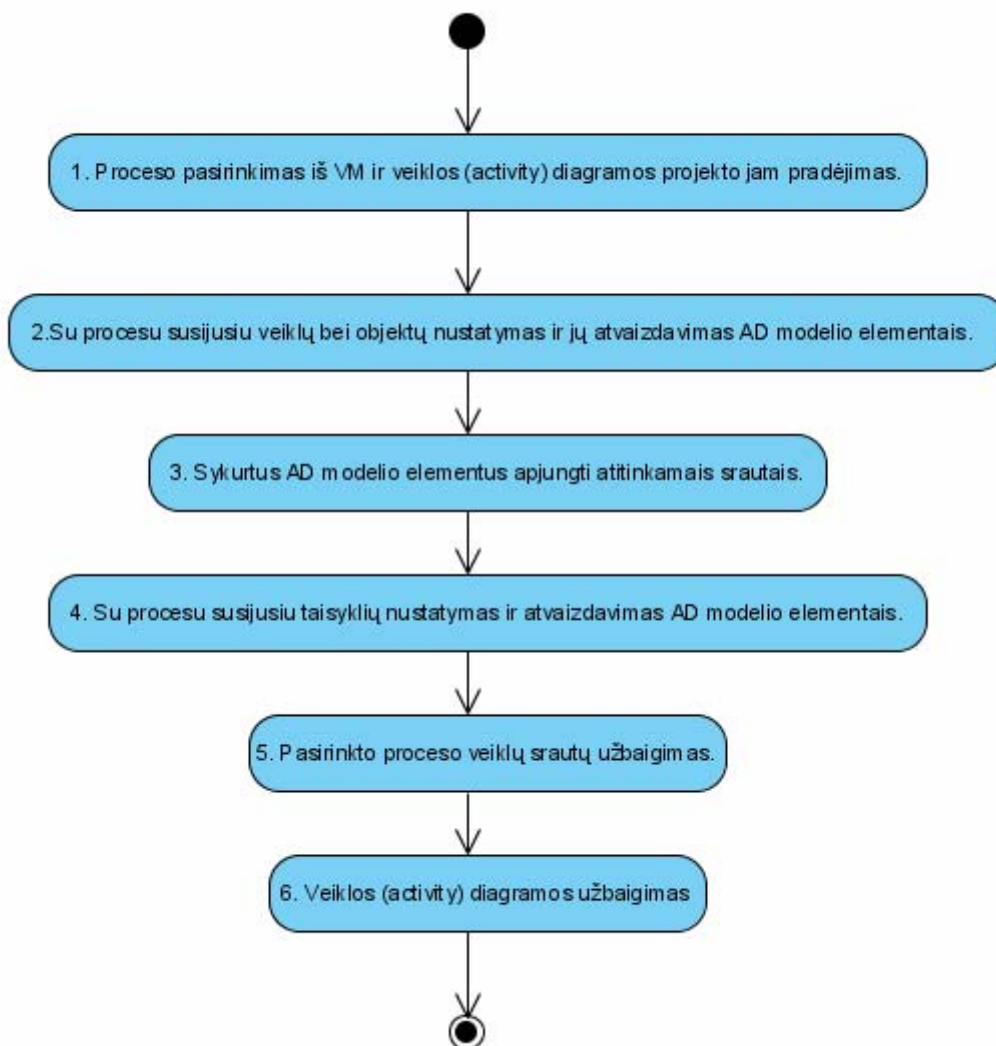 1. Proceso pasirinkimas iš VM ir veiklos (activity) diagramos projekto jam pradėjimas.
2.Su procesu susijusiu veiklų bei objektų nustatymas ir jų atvaizdavimas AD modelio elementais.
3. Sykurtus AD modelio elementus apjungti atitinkamais srautais.
4. Su procesu susijusiu taisyklių nustatymas ir atvaizdavimas AD modelio elementais.
5. Pasirinkto proceso veiklų srautų užbaigimas.
6. Veiklos (activity) diagramos užbaigimas